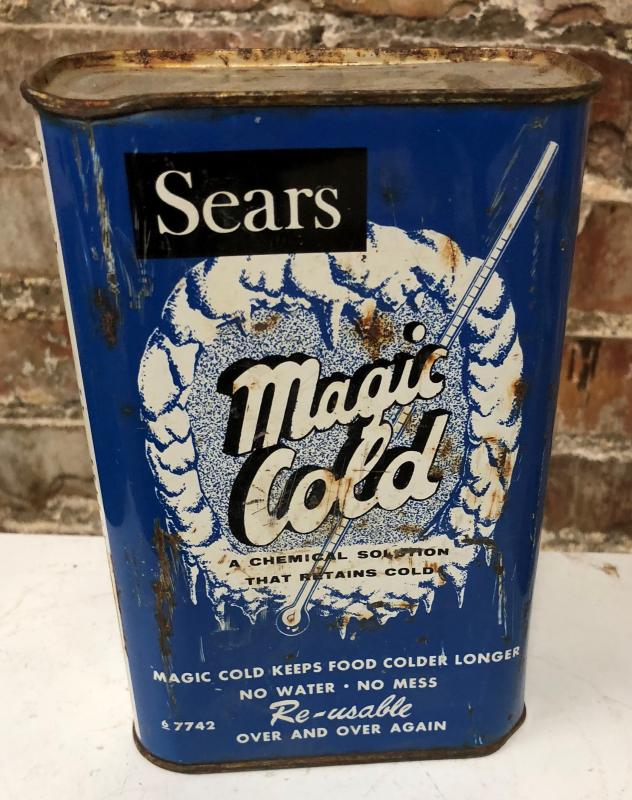 Sears
Magic
Cold
A CHEMICAL SOLUTION
THAT RETAINS COLD
MAGIC COLD KEEPS FOOD COLDER LONGER
NO WATER · NO MESS
Re-usable
6 7742
OVER AND OVER AGAIN